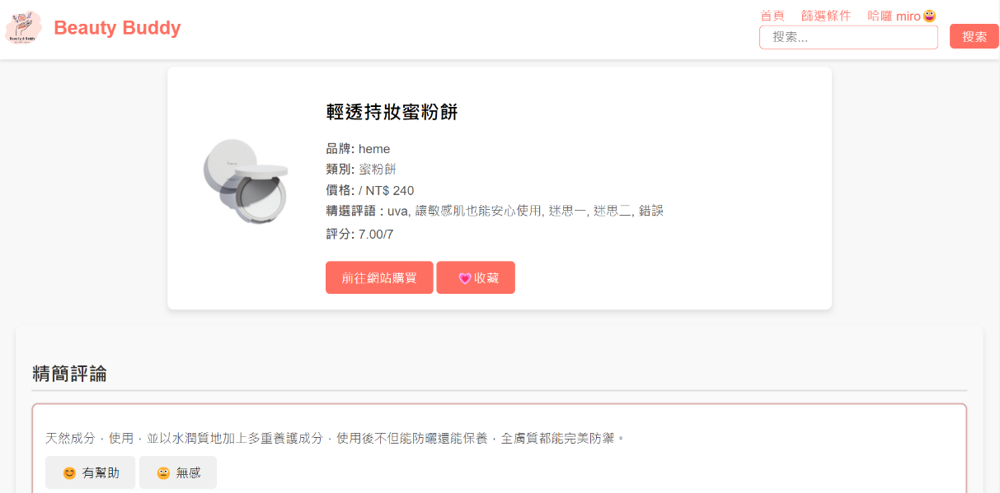 Beauty Buddy
首頁 篩選條件 哈囉 miro😀
搜索...
搜索
輕透持妝蜜粉餅
品牌: heme
類別: 蜜粉餅
價格: / NT$ 240
精選評語 : uva, 讓敏感肌也能安心使用, 迷思一, 迷思二, 錯誤
評分: 7.00/7
前往網站購買 💗收藏
精簡評論
天然成分，使用，並以水潤質地加上多重養護成分，使用後不但能防曬還能保養，全膚質都能完美防禦。
😊 有幫助 😐 無感